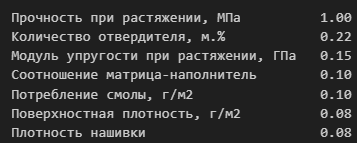 Прочность при растяжении, МПа 1.00
Количество отвердителя, м.% 0.22
Модуль упругости при растяжении, ГПа 0.15
Соотношение матрица-наполнитель 0.10
Потребление смолы, г/м2 0.10
Поверхностная плотность, г/м2 0.08
Плотность нашивки 0.08